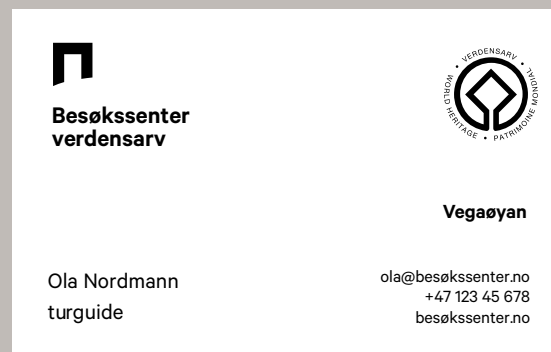 Besøkssenter
verdensarv
• VERDENSARV •
WORLD HERITAGE • PATRIMOINE MONDIAL
Vegaøyan
Ola Nordmann
turguide
ola@besøkssenter.no
+47 123 45 678
besøkssenter.no